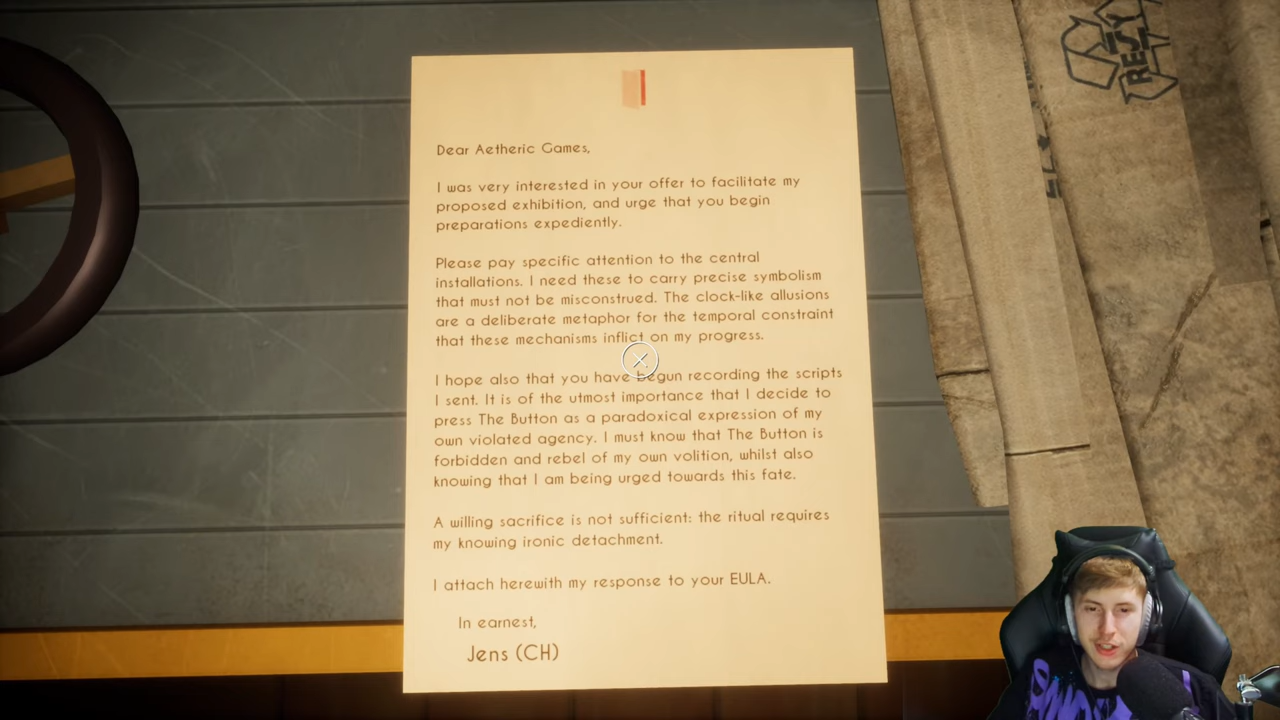 Dear Aetheric Games,
I was very interested in your offer to facilitate my
proposed exhibition, and urge that you begin
preparations expediently.
Please pay specific attention to the central
installations. I need these to carry precise symbolism
that must not be misconstrued. The clock-like allusions
are a deliberate metaphor for the temporal constraint
that these mechanisms inflict on my progress.
I hope also that you have begun recording the scripts
I sent. It is of the utmost importance that I decide to
press The Button as a paradoxical expression of my
own violated agency. I must know that The Button is
forbidden and rebel of my own volition, whilst also
knowing that I am being urged towards this fate.
A willing sacrifice is not sufficient: the ritual requires
my knowing ironic detachment.
I attach herewith my response to your EULA.
In earnest,
Jens (CH)